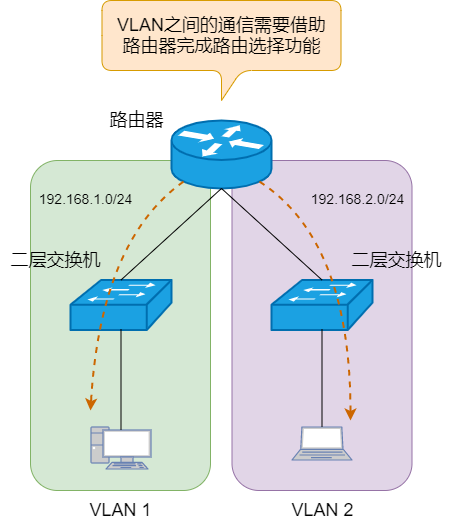 VLAN之间的通信需要借助
路由器完成路由选择功能
路由器
192.168.1.0/24
192.168.2.0/24
二层交换机
二层交换机
VLAN 1
VLAN 2